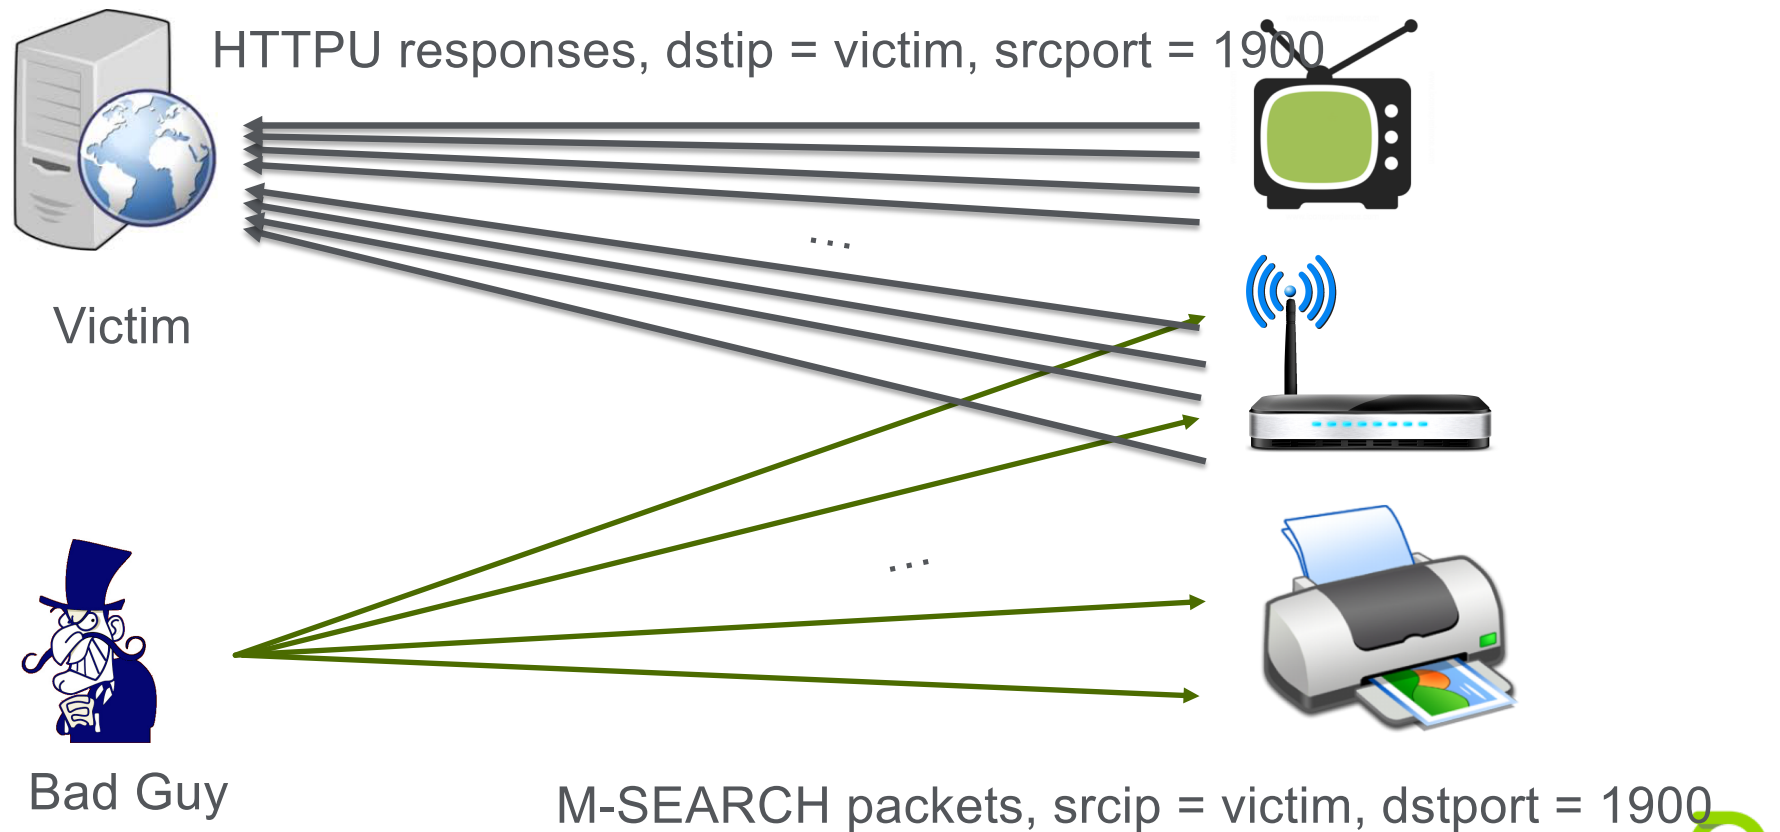 HTTPU responses, dstip = victim, srcport = 1900
...
Victim
...
Bad Guy
M-SEARCH packets, srcip = victim, dstport = 1900